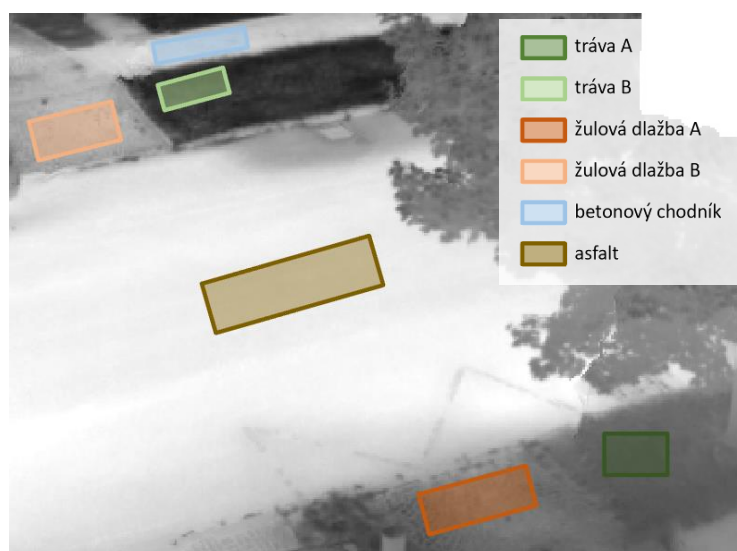 tráva A
tráva B
žulová dlažba A
žulová dlažba B
betonový chodník
asfalt